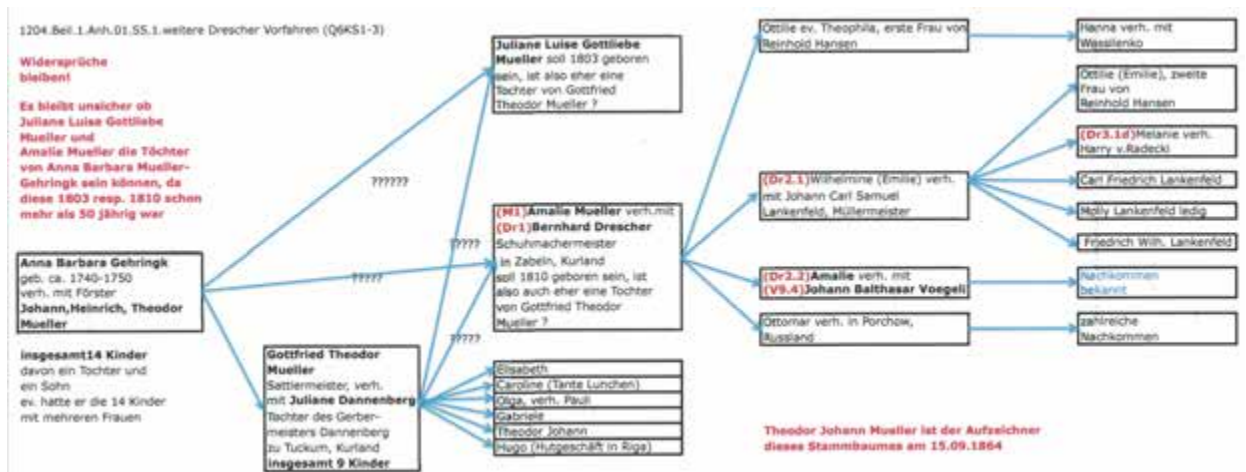 1204.Beil.1.Anh.01.SS.1.weitere Drescher Vorfahren (Q6KS1-3)
Widersprüche
bleiben!
Es bleibt unsicher ob
Juliane Luise Gottliebe
Mueller und
Amalie Mueller die Töchter
von Anna Barbara Mueller-
Gehringk sein können, da
diese 1803 resp. 1810 schon
mehr als 50 jährig war
Anna Barbara Gehringk
geb. ca. 1740-1750
verh. mit Förster
Johann,Heinrich, Theodor
Mueller
insgesamt14 Kinder
davon ein Tochter und
ein Sohn
ev. hatte er die 14 Kinder
mit mehreren Frauen
Gottfried Theodor
Mueller
Sattlermeister, verh.
mit Juliane Dannenberg
Tochter des Gerber-
meisters Dannenberg
zu Tuckum, Kurland
insgesamt 9 Kinder
??????
?????
?????
?????
Juliane Luise Gottliebe
Mueller soll 1803 geboren
sein, ist also eher eine
Tochter von Gottfried
Theodor Mueller ?
(M1)Amalie Mueller verh.mit
(Dr1)Bernhard Drescher
Schuhmachermeister
in Zabeln, Kurland
soll 1810 geboren sein, ist
also auch eher eine Tochter
von Gottfried Theodor
Mueller ?
Elisabeth
Caroline (Tante Lunchen)
Olga, verh. Pauli
Gabriele
Theodor Johann
Hugo (Hutgeschäft in Riga)
Ottilie ev. Theophila, erste Frau von
Reinhold Hansen
(Dr2.1)Wilhelmine (Emilie) verh.
mit Johann Carl Samuel
Lankenfeld, Müllermeister
(Dr2.2)Amalie verh. mit
(V9.4)Johann Balthasar Voegeli
Ottomar verh. in Porchow,
Russland
Hanna verh. mit
Wassilenko
Ottilie (Emilie), zweite
Frau von
Reinhold Hansen
(Dr3.1d)Melanie verh.
Harry v.Radecki
Carl Friedrich Lankenfeld
Molly Lankenfeld ledig
Friedrich Wilh. Lankenfeld
Nachkommen
bekannt
zahlreiche
Nachkommen
Theodor Johann Mueller ist der Aufzeichner
dieses Stammbaumes am 15.09.1864